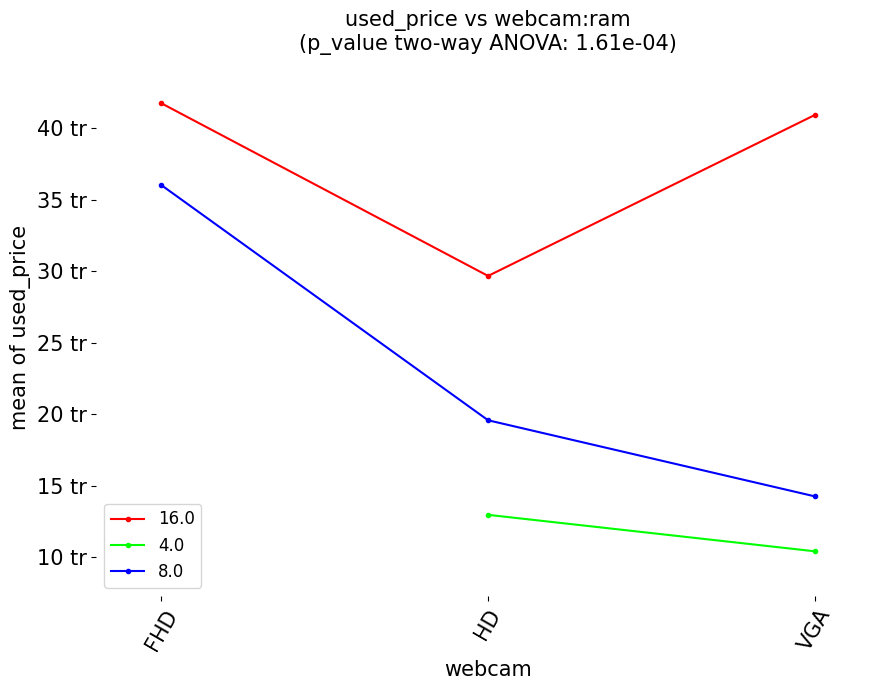 used_price vs webcam:ram
(p_value two-way ANOVA: 1.61e-04)
40 tr
35 tr
30 tr
25 tr
20 tr
15 tr
10 tr
mean of used_price
16.0
4.0
8.0
FHD
HD
VGA
webcam